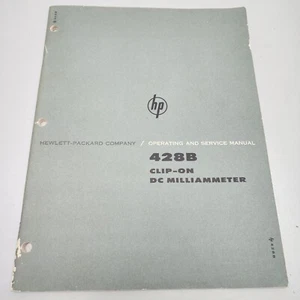 hp
HEWLETT-PACKARD COMPANY / OPERATING AND SERVICE MANUAL
428B
CLIP-ON
DC MILLIAMMETER